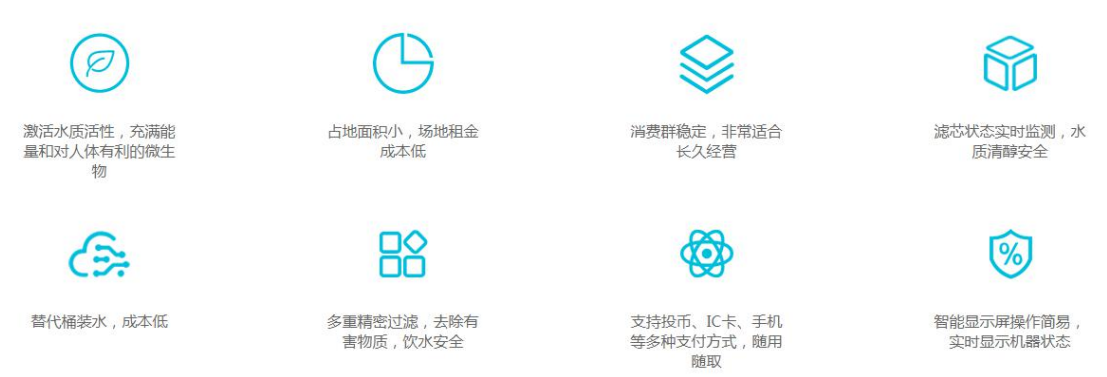 激活水质活性，充满能
量和对人体有利的微生
物
占地面积小，场地租金
成本低
消费群稳定，非常适合
长久经营
滤芯状态实时监测，水
质清醇安全
替代桶装水，成本低
多重精密过滤，去除有
害物质，饮水安全
支持投币、IC卡、手机
等多种支付方式，随用
随取
%
智能显示屏操作简易，
实时显示机器状态